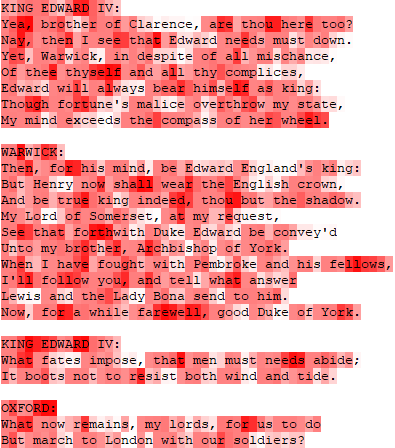 KING EDWARD IV:
Yea, brother of Clarence, are thou here too?
Nay, then I see that Edward needs must down.
Yet, Warwick, in despite of all mischance,
Of thee thyself and all thy complices,
Edward will always bear himself as king:
Though fortune's malice overthrow my state,
My mind exceeds the compass of her wheel.

WARWICK:
Then, for his mind, be Edward England's king:
But Henry now shall wear the English crown,
And be true king indeed, thou but the shadow.
My Lord of Somerset, at my request,
See that forthwith Duke Edward be convey'd
Unto my brother, Archbishop of York.
When I have fought with Pembroke and his fellows,
I'll follow you, and tell what answer
Lewis and the Lady Bona send to him.
Now, for a while farewell, good Duke of York.

KING EDWARD IV:
What fates impose, that men must needs abide;
It boots not to resist both wind and tide.

OXFORD:
What now remains, my lords, for us to do
But march to London with our soldiers?